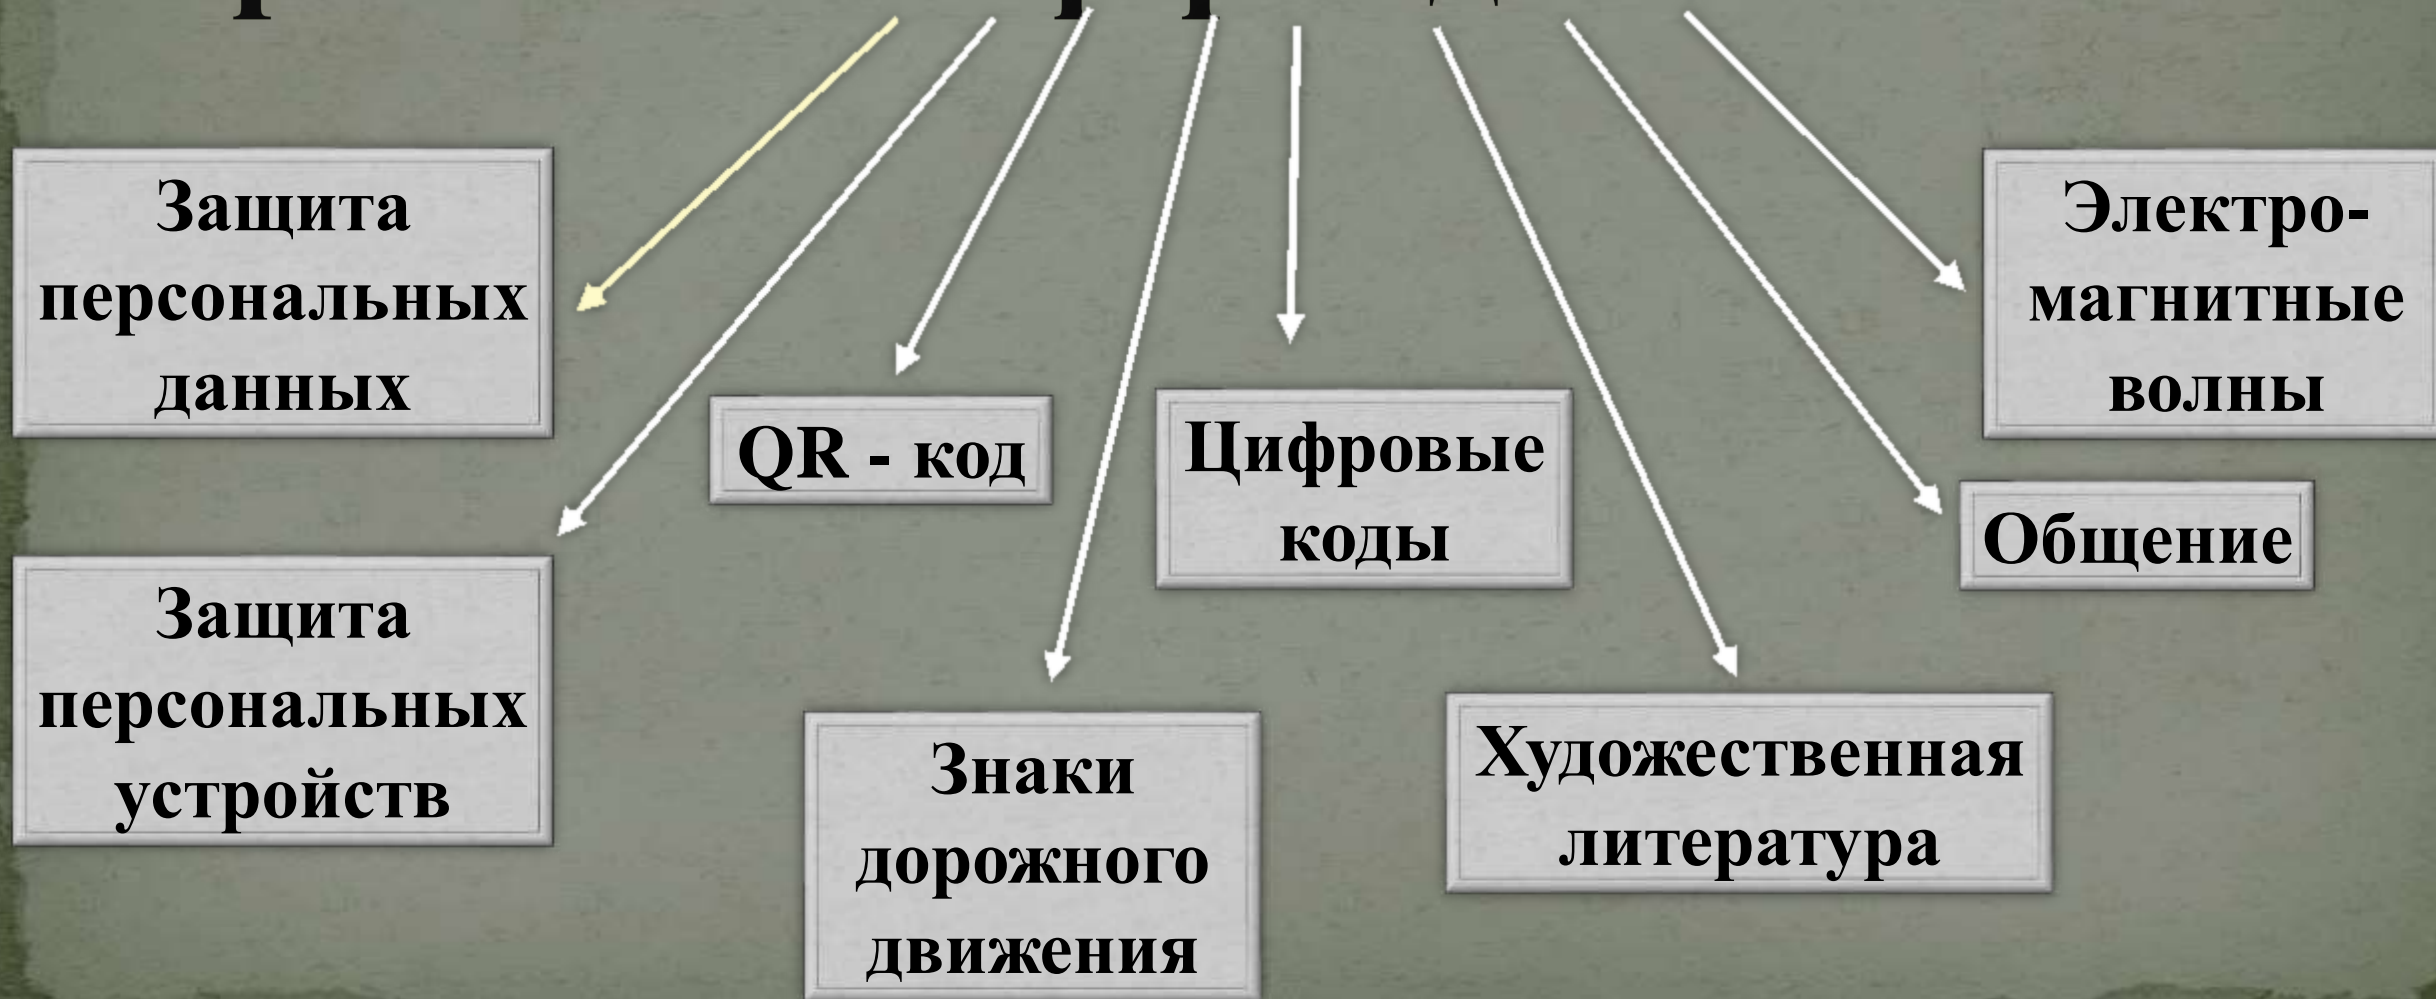 Защита
персональных
данных
Защита
персональных
устройств
QR - код
Знаки
дорожного
движения
Цифровые
коды
Художественная
литература
Общение
Электро-
магнитные
волны